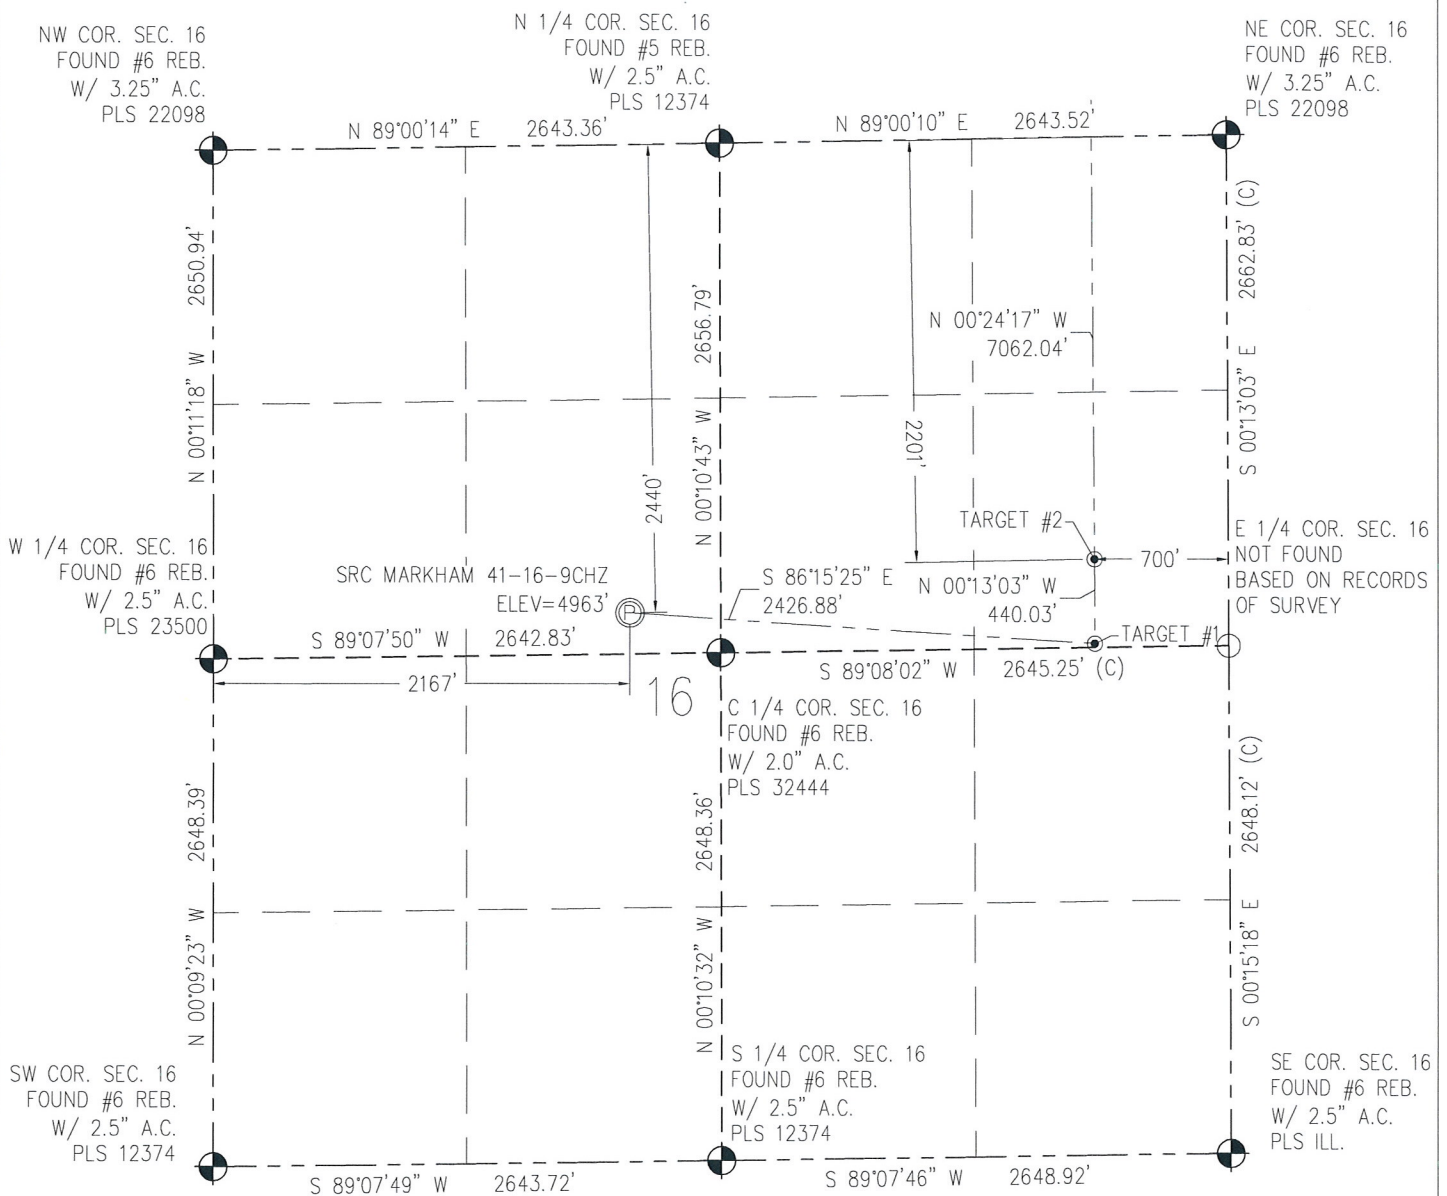 NW COR. SEC. 16
FOUND #6 REB.
W/ 3.25" A.C.
PLS 22098
N 1/4 COR. SEC. 16
FOUND #5 REB.
W/ 2.5" A.C.
PLS 12374
NE COR. SEC. 16
FOUND #6 REB.
W/ 3.25" A.C.
PLS 22098
N 89°00'14" E 2643.36'
N 89°00'10" E 2643.52'
2650.94'
N 00°11'18" W
2656.79'
N 00°10'43" W
2662.83' (C)
S 00°13'03" E
N 00°24'17" W
7062.04'
2440'
2201'
TARGET #2
700'
W 1/4 COR. SEC. 16
FOUND #6 REB.
W/ 2.5" A.C.
PLS 23500
SRC MARKHAM 41-16-9CHZ
ELEV=4963'
P
S 86°15'25" E
2426.88'
N 00°13'03" W
440.03'
E 1/4 COR. SEC. 16
NOT FOUND
BASED ON RECORDS
OF SURVEY
TARGET #1
S 89°07'50" W 2642.83'
S 89°08'02" W 2645.25' (C)
2167'
16
C 1/4 COR. SEC. 16
FOUND #6 REB.
W/ 2.0" A.C.
PLS 32444
2648.39'
N 00°09'23" W
2648.36'
N 00°10'32" W
2648.12' (C)
S 00°15'18" E
SW COR. SEC. 16
FOUND #6 REB.
W/ 2.5" A.C.
PLS 12374
S 1/4 COR. SEC. 16
FOUND #6 REB.
W/ 2.5" A.C.
PLS 12374
SE COR. SEC. 16
FOUND #6 REB.
W/ 2.5" A.C.
PLS ILL.
S 89°07'49" W 2643.72'
S 89°07'46" W 2648.92'